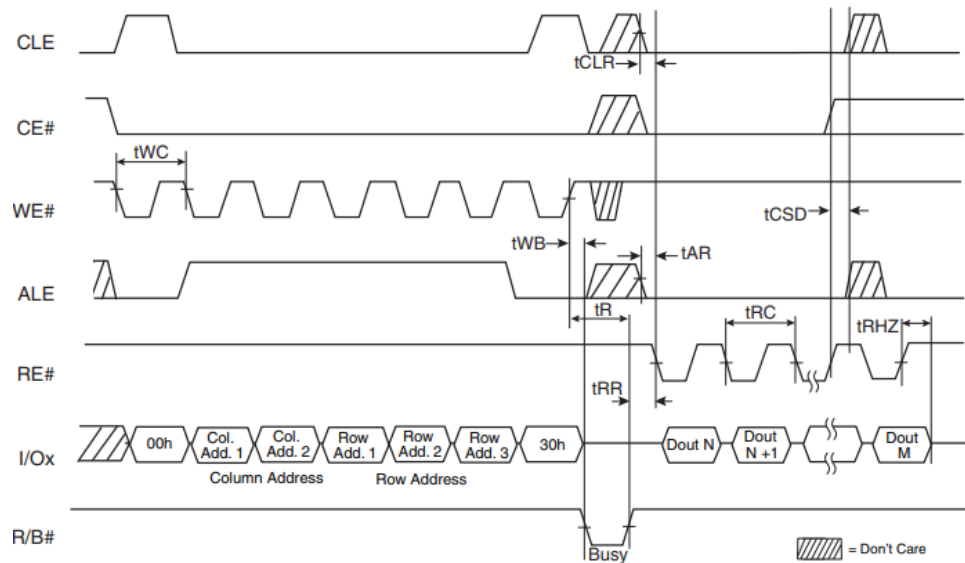 CLE
tCLR
CE#
tWC
WE#
tCSD
tWB
tAR
ALE
tR
tRC
tRHZ
RE#
tRR
I/Ox
00h
Col.
Add. 1
Col.
Add. 2
Row
Add. 1
Row
Add. 2
Row
Add. 3
30h
Dout N
Dout
N +1
Dout
M
Column Address
Row Address
R/B#
Busy
= Don't Care